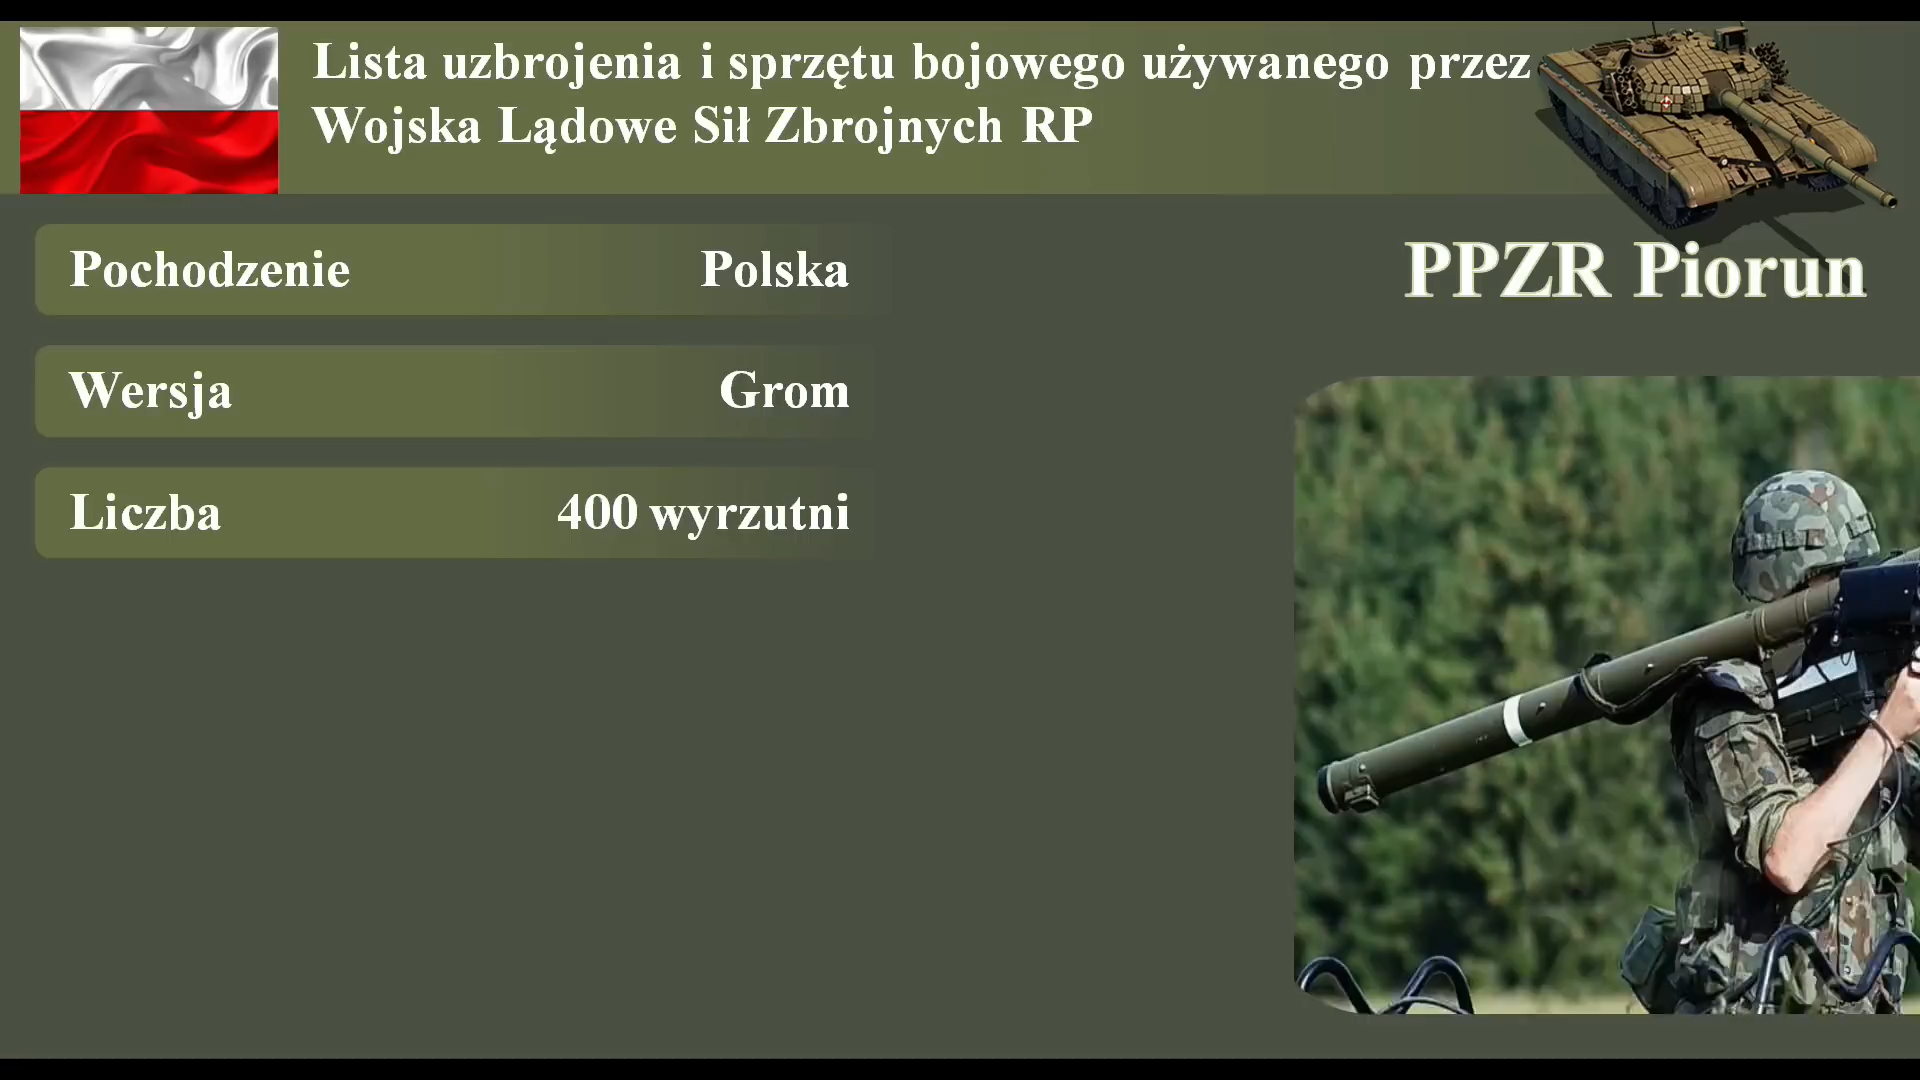 Lista uzbrojenia i sprzętu bojowego używanego przez
Wojska Lądowe Sił Zbrojnych RP
PPZR Piorun
Pochodzenie Polska
Wersja Grom
Liczba 400 wyrzutni